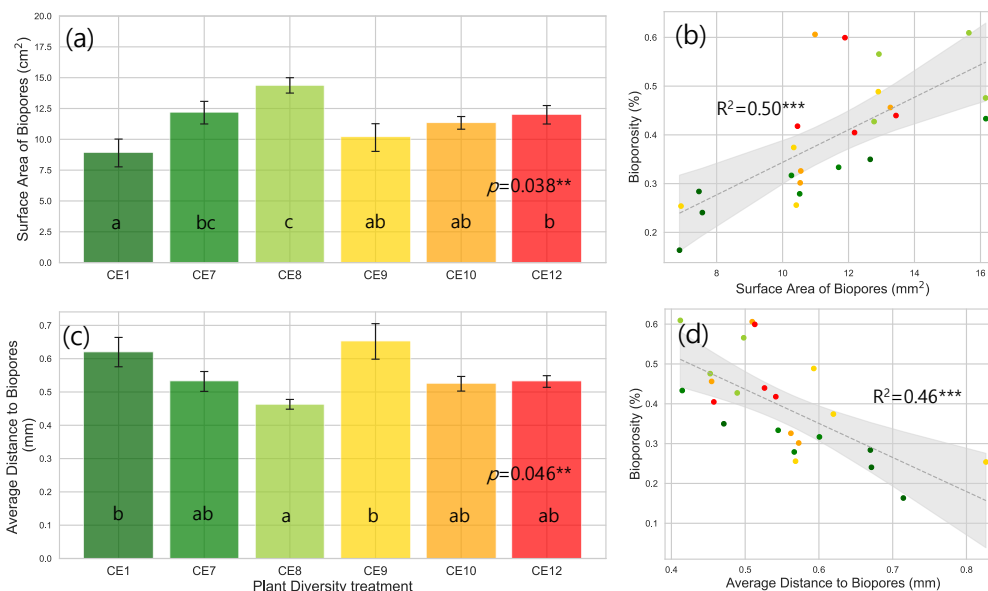 (a)
Surface Area of Biopores (cm²)
20.0
17.5
15.0
12.5
10.0
7.5
5.0
2.5
0.0
p=0.038**
a
bc
c
ab
ab
b
CE1
CE7
CE8
CE9
CE10
CE12
(b)
Bioporosity (%)
0.6
0.5
0.4
0.3
0.2
R²=0.50***
8
10
12
14
16
Surface Area of Biopores (mm²)
(c)
Average Distance to Biopores
(mm)
0.7
0.6
0.5
0.4
0.3
0.2
0.1
0.0
p=0.046**
b
ab
a
b
ab
ab
CE1
CE7
CE8
CE9
CE10
CE12
Plant Diversity treatment
(d)
Bioporosity (%)
0.6
0.5
0.4
0.3
0.2
0.1
R²=0.46***
0.4
0.5
0.6
0.7
0.8
Average Distance to Biopores (mm)